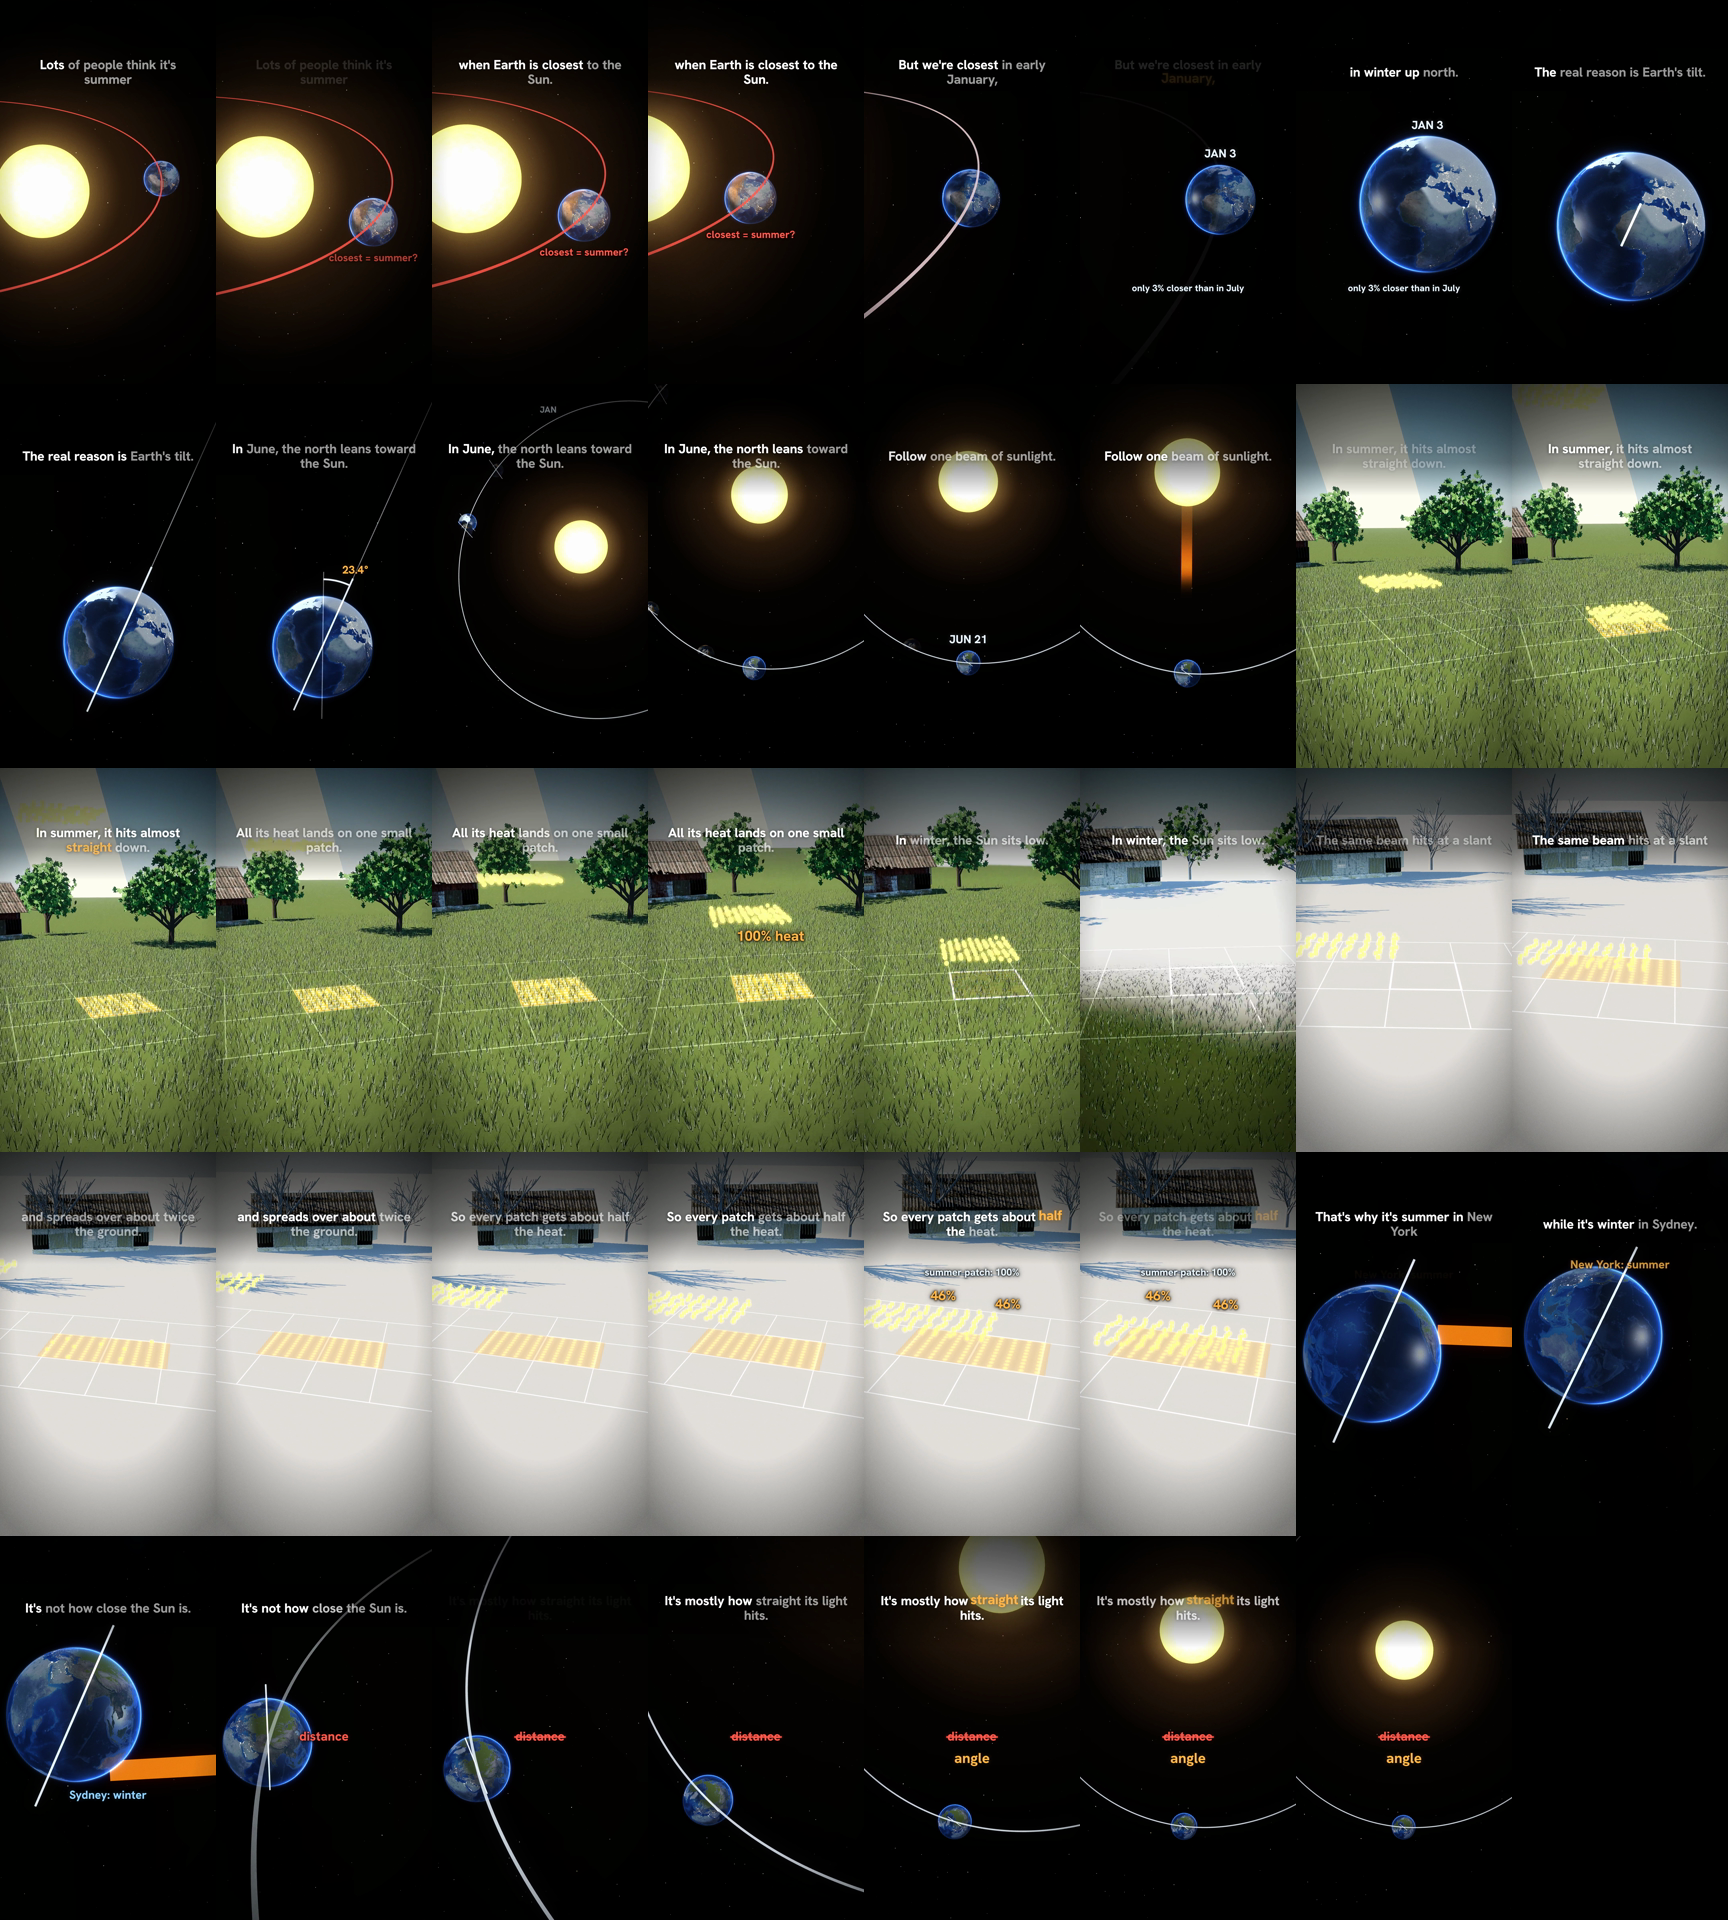 Lots of people think it's
summer
Lots of people think it's
summer
closest = summer?
when Earth is closest to the
Sun.
closest = summer?
when Earth is closest to the
Sun.
closest = summer?
But we're closest in early
January,
But we're closest in early
January,
JAN 3
only 3% closer than in July
in winter up north.
JAN 3
only 3% closer than in July
The real reason is Earth's tilt.
The real reason is Earth's tilt.
In June, the north leans toward
the Sun.
23.4°
JAN
In June, the north leans toward
the Sun.
In June, the north leans toward
the Sun.
Follow one beam of sunlight.
JUN 21
Follow one beam of sunlight.
In summer, it hits almost
straight down.
In summer, it hits almost
straight down.
In summer, it hits almost
straight down.
All its heat lands on one small
patch.
All its heat lands on one small
patch.
All its heat lands on one small
patch.
100% heat
In winter, the Sun sits low.
In winter, the Sun sits low.
The same beam hits at a slant
The same beam hits at a slant
and spreads over about twice
the ground.
and spreads over about twice
the ground.
So every patch gets about half
the heat.
So every patch gets about half
the heat.
So every patch gets about half
the heat.
summer patch: 100%
46%
46%
So every patch gets about half
the heat.
summer patch: 100%
46%
46%
That's why it's summer in New
York
while it's winter in Sydney.
New York: summer
It's not how close the Sun is.
Sydney: winter
It's not how close the Sun is.
distance
It's mostly how straight its light
hits.
distance
It's mostly how straight its light
hits.
distance
It's mostly how straight its light
hits.
distance
angle
It's mostly how straight its light
hits.
distance
angle
distance
angle